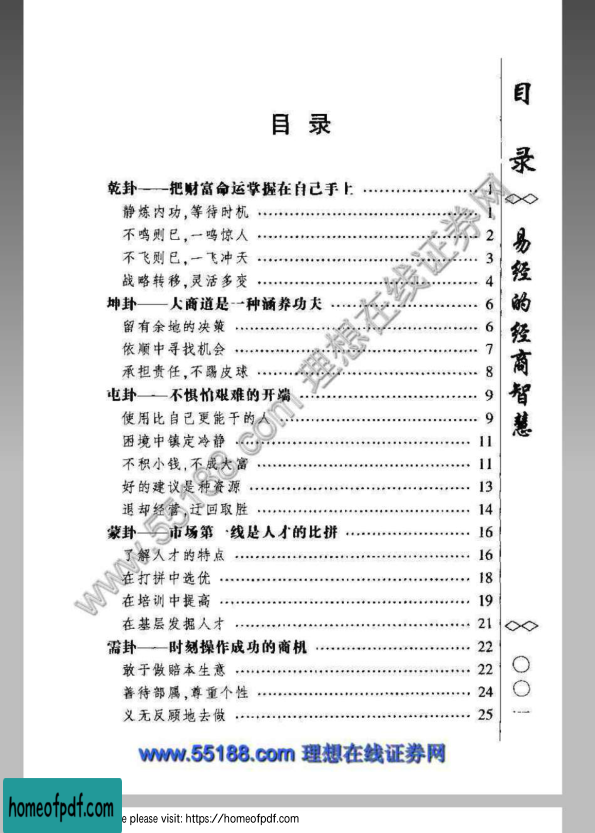 目 录
乾卦——把财富命运掌握在自己手上 …… 1
静炼内功,等待时机 …… 1
不鸣则已,一鸣惊人 …… 2
不飞则已,一飞冲天 …… 3
战略转移,灵活多变 …… 4
坤卦——大商道是一种涵养功夫 …… 6
留有余地的决策 …… 6
依顺中寻找机会 …… 7
承担责任,不踢皮球 …… 8
屯卦——不惧怕艰难的开端 …… 9
使用比自己更能干的人 …… 9
困境中镇定冷静 …… 11
不积小钱,不成大富 …… 11
好的建议是种资源 …… 13
退却经营,迂回取胜 …… 14
蒙卦——市场第一线是人才的比拼 …… 16
了解人才的特点 …… 16
在打拼中选优 …… 18
在培训中提高 …… 19
在基层发掘人才 …… 21
需卦——时刻操作成功的商机 …… 22
敢于做赔本生意 …… 22
善待部属,尊重个性 …… 24
义无反顾地去做 …… 25
目 录
易经的经商智慧
〇〇一
www.55188.com 理想在线证券网
www.55188.com 理想在线证券网
homeofpdf.com
e please visit: https://homeofpdf.com